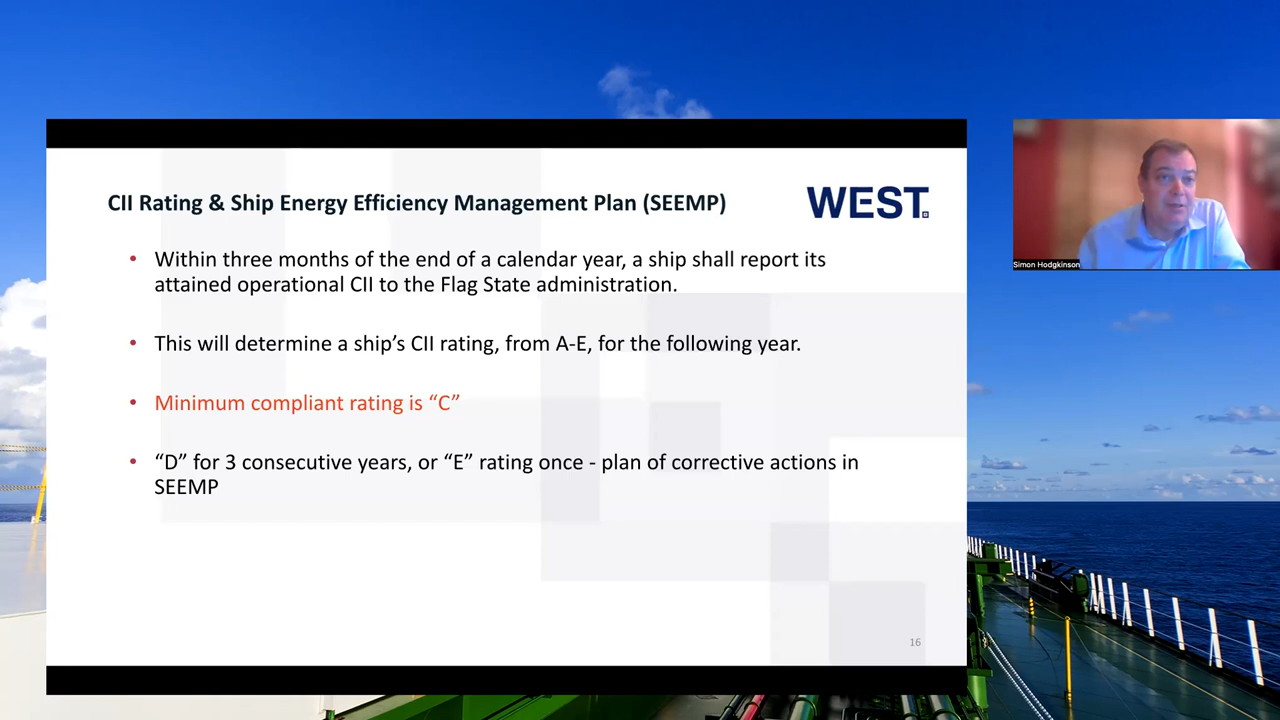 CII Rating & Ship Energy Efficiency Management Plan (SEEMP)
WEST.
• Within three months of the end of a calendar year, a ship shall report its
attained operational CII to the Flag State administration.
• This will determine a ship’s CII rating, from A-E, for the following year.
• Minimum compliant rating is “C”
• “D” for 3 consecutive years, or “E” rating once - plan of corrective actions in
SEEMP
16
Simon Hodgkinson